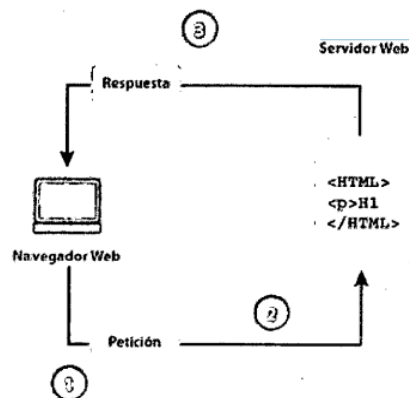 3
Servidor Web
Respuesta
<HTML>
<p>H1
</HTML>
Navegador Web
2
Petición
1